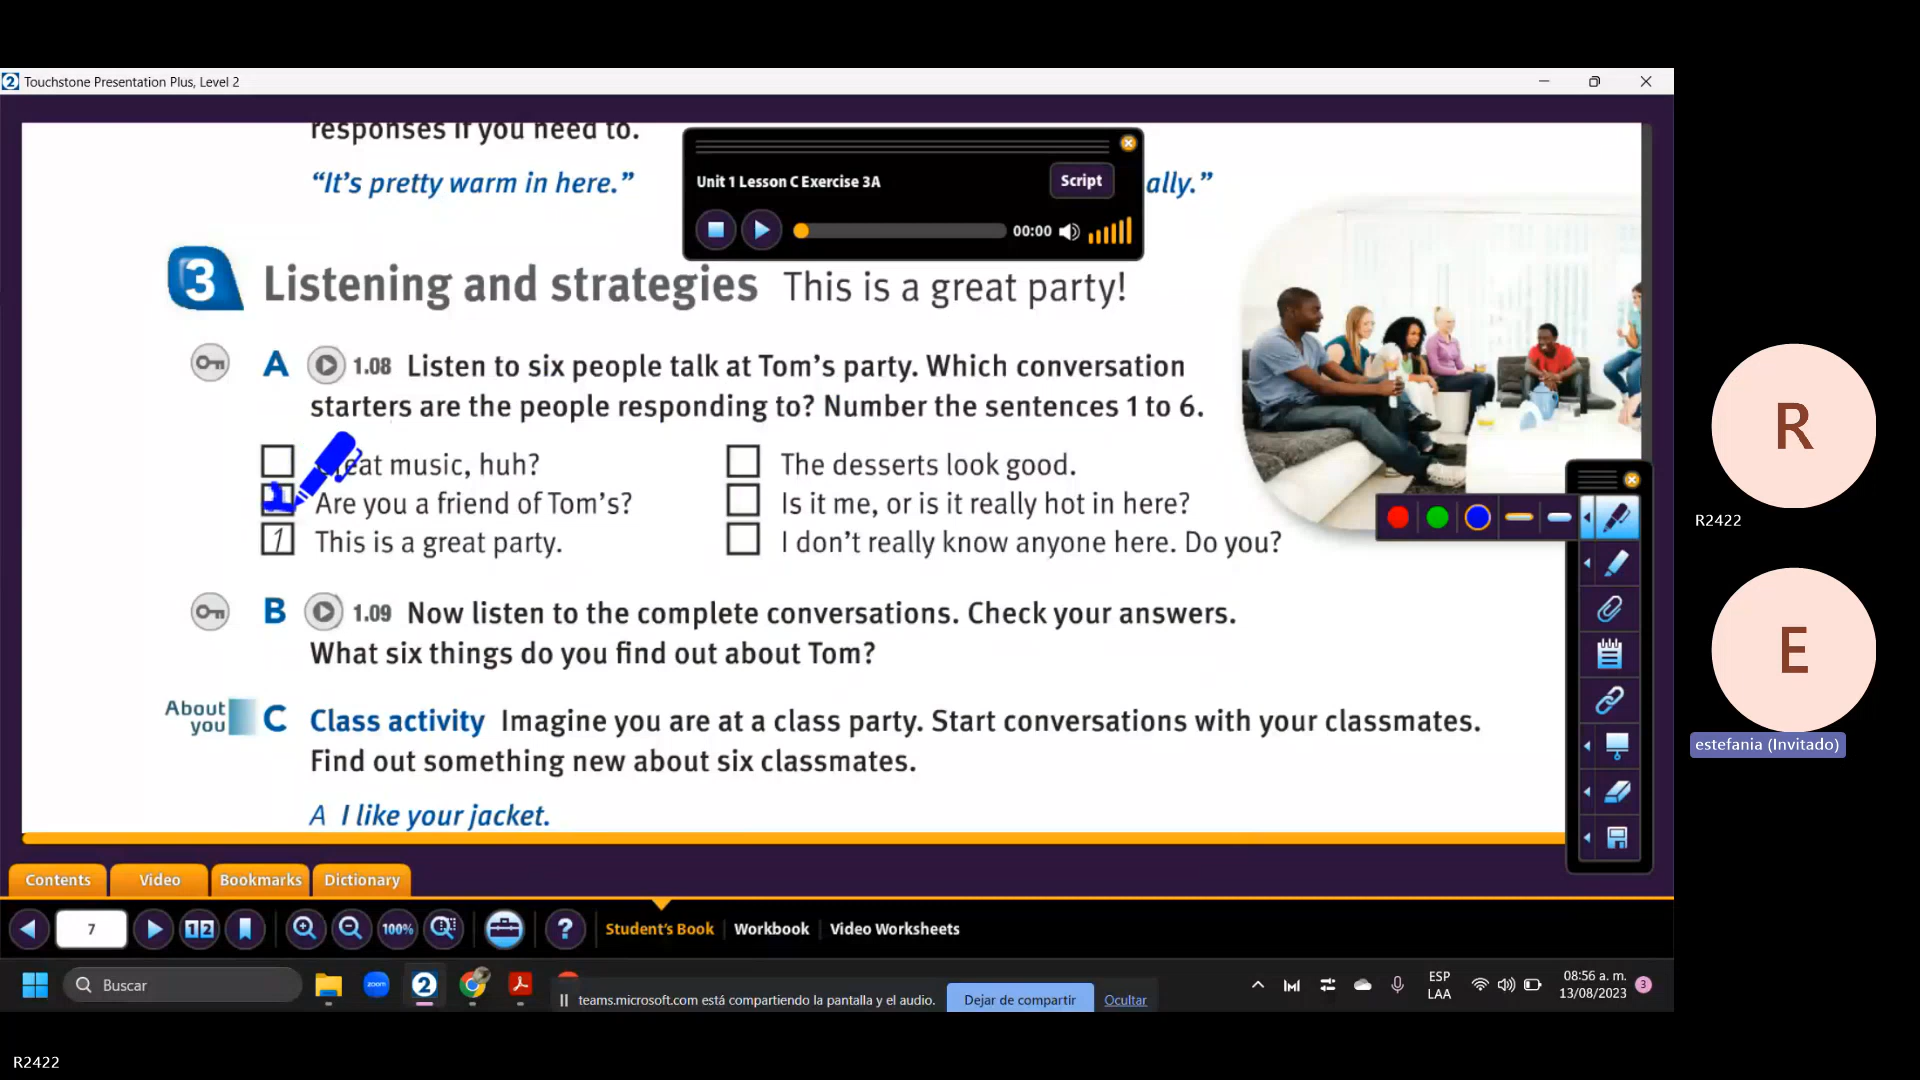 Touchstone Presentation Plus, Level 2
responses if you need to.
“It’s pretty warm in here.”
ally.”
Unit 1 Lesson C Exercise 3A
Script
00:00
3 Listening and strategies This is a great party!
A 1.08 Listen to six people talk at Tom’s party. Which conversation
starters are the people responding to? Number the sentences 1 to 6.
eat music, huh?
Are you a friend of Tom’s?
1 This is a great party.
The desserts look good.
Is it me, or is it really hot in here?
I don’t really know anyone here. Do you?
B 1.09 Now listen to the complete conversations. Check your answers.
What six things do you find out about Tom?
About you
C Class activity Imagine you are at a class party. Start conversations with your classmates.
Find out something new about six classmates.
A I like your jacket.
Contents Video Bookmarks Dictionary
7 12 100% ? Student’s Book Workbook Video Worksheets
Buscar
zoom
2
teams.microsoft.com está compartiendo la pantalla y el audio. Dejar de compartir Ocultar
ESP
LAA
08:56 a. m.
13/08/2023
3
R
R2422
E
estefania (Invitado)
R2422